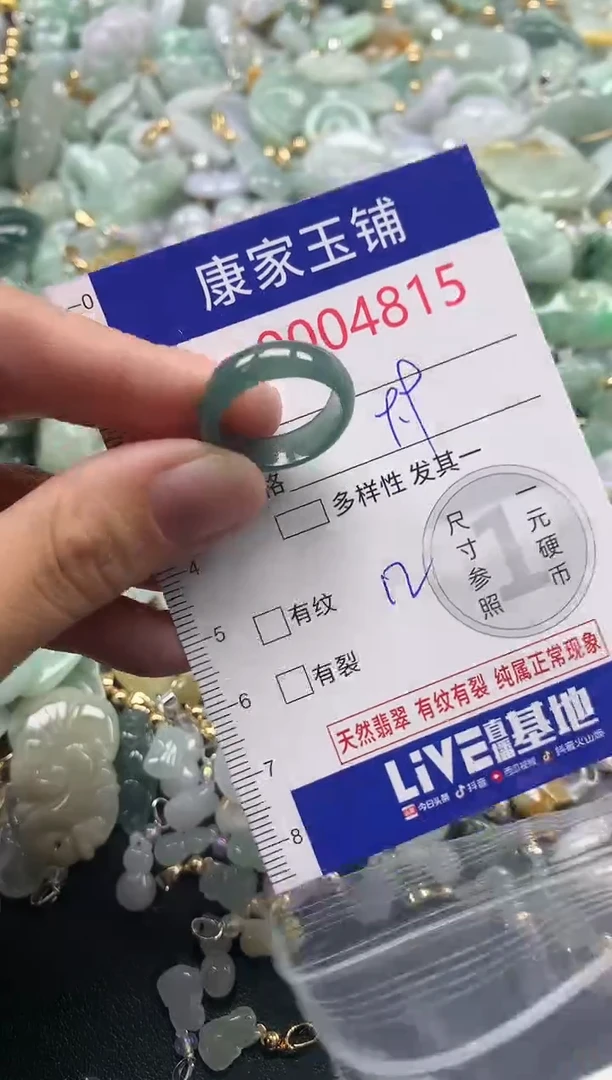 康家玉铺
0004815
付
格
多样性 发其一
一元硬币
尺寸参照
有纹
有裂
天然翡翠 有纹有裂 纯属正常现象
LiVE直播基地
今日头条 抖音 西瓜视频 抖音火山版
0
4
5
6
7
8
1